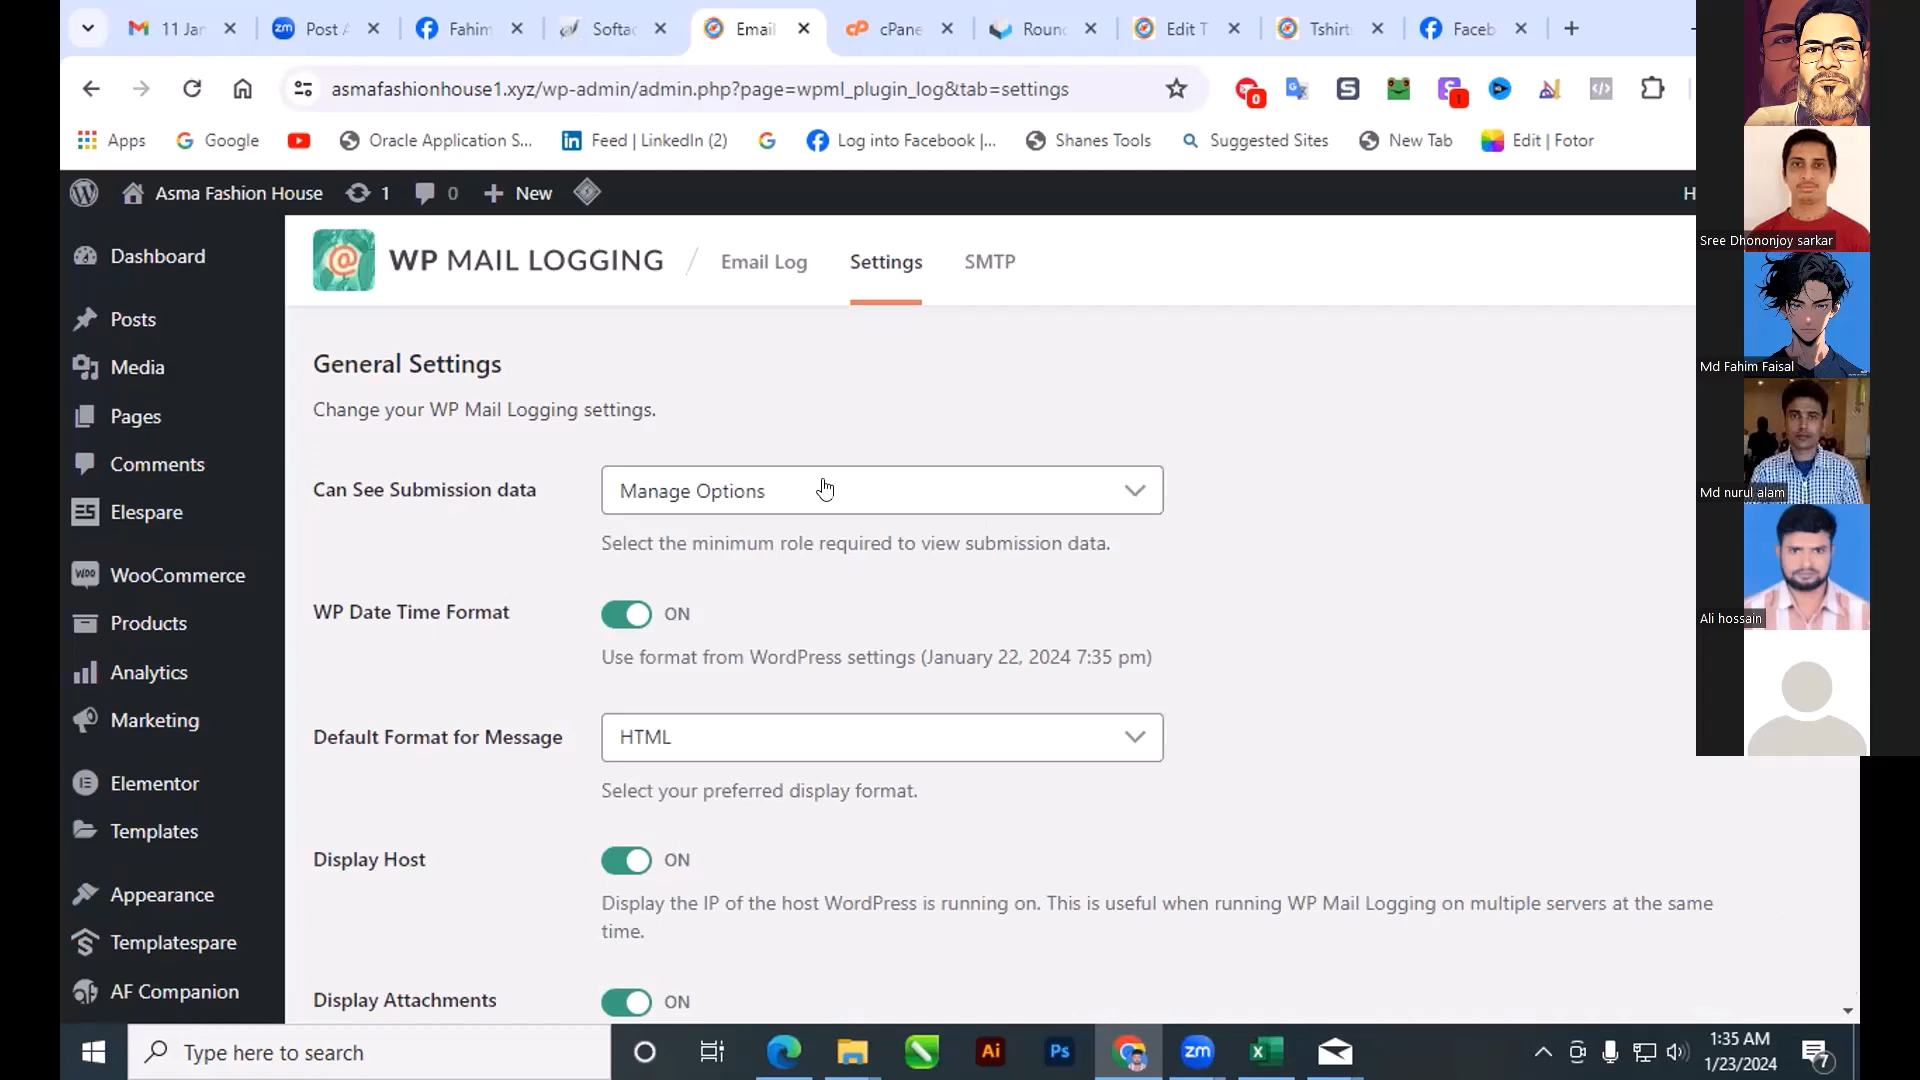 11 Jan
Post A
Fahim
Softac
Email
cPane
Round
Edit T
Tshirt
Faceb
asmafashionhouse1.xyz/wp-admin/admin.php?page=wpml_plugin_log&tab=settings
0
1
Apps
Google
Oracle Application S...
Feed | LinkedIn (2)
Log into Facebook |...
Shanes Tools
Suggested Sites
New Tab
Edit | Fotor
Asma Fashion House
1
0
New
H
Dashboard
Posts
Media
Pages
Comments
Elespare
WooCommerce
Products
Analytics
Marketing
Elementor
Templates
Appearance
Templatespare
AF Companion
WP MAIL LOGGING
/
Email Log
Settings
SMTP
General Settings
Change your WP Mail Logging settings.
Can See Submission data
Manage Options
Select the minimum role required to view submission data.
WP Date Time Format
ON
Use format from WordPress settings (January 22, 2024 7:35 pm)
Default Format for Message
HTML
Select your preferred display format.
Display Host
ON
Display the IP of the host WordPress is running on. This is useful when running WP Mail Logging on multiple servers at the same
time.
Display Attachments
ON
Sree Dhononjoy sarkar
Md Fahim Faisal
Md nurul alam
Ali hossain
Type here to search
1:35 AM
1/23/2024
7